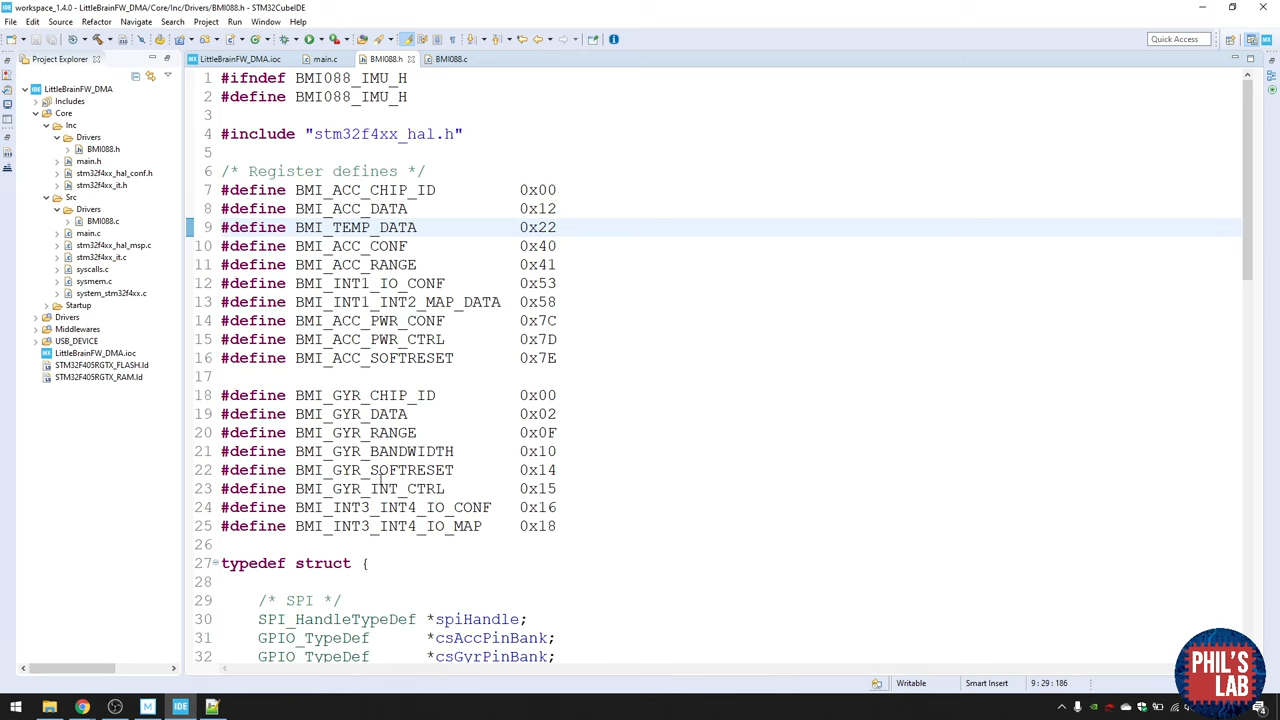 workspace_1.4.0 - LittleBrainFW_DMA/Core/Inc/Drivers/BMI088.h - STM32CubeIDE
File Edit Source Refactor Navigate Search Project Run Window Help
Quick Access
Project Explorer
LittleBrainFW_DMA
Includes
Core
Inc
Drivers
BMI088.h
main.h
stm32f4xx_hal_conf.h
stm32f4xx_it.h
Src
Drivers
BMI088.c
main.c
stm32f4xx_hal_msp.c
stm32f4xx_it.c
syscalls.c
sysmem.c
system_stm32f4xx.c
Startup
Drivers
Middlewares
USB_DEVICE
LittleBrainFW_DMA.ioc
STM32F405RGTX_FLASH.ld
STM32F405RGTX_RAM.ld
LittleBrainFW_DMA.ioc main.c BMI088.h BMI088.c
1 #ifndef BMI088_IMU_H
2 #define BMI088_IMU_H
3
4 #include "stm32f4xx_hal.h"
5
6 /* Register defines */
7 #define BMI_ACC_CHIP_ID 0x00
8 #define BMI_ACC_DATA 0x12
9 #define BMI_TEMP_DATA 0x22
10 #define BMI_ACC_CONF 0x40
11 #define BMI_ACC_RANGE 0x41
12 #define BMI_INT1_IO_CONF 0x53
13 #define BMI_INT1_INT2_MAP_DATA 0x58
14 #define BMI_ACC_PWR_CONF 0x7C
15 #define BMI_ACC_PWR_CTRL 0x7D
16 #define BMI_ACC_SOFTRESET 0x7E
17
18 #define BMI_GYR_CHIP_ID 0x00
19 #define BMI_GYR_DATA 0x02
20 #define BMI_GYR_RANGE 0x0F
21 #define BMI_GYR_BANDWIDTH 0x10
22 #define BMI_GYR_SOFTRESET 0x14
23 #define BMI_GYR_INT_CTRL 0x15
24 #define BMI_INT3_INT4_IO_CONF 0x16
25 #define BMI_INT3_INT4_IO_MAP 0x18
26
27 typedef struct {
28
29 /* SPI */
30 SPI_HandleTypeDef *spiHandle;
31 GPIO_TypeDef *csAccPinBank;
32 GPIO_TypeDef *csGyrPinBank;
Writable Smart Insert 9 : 29 : 186
PHIL'S
LAB
IDE